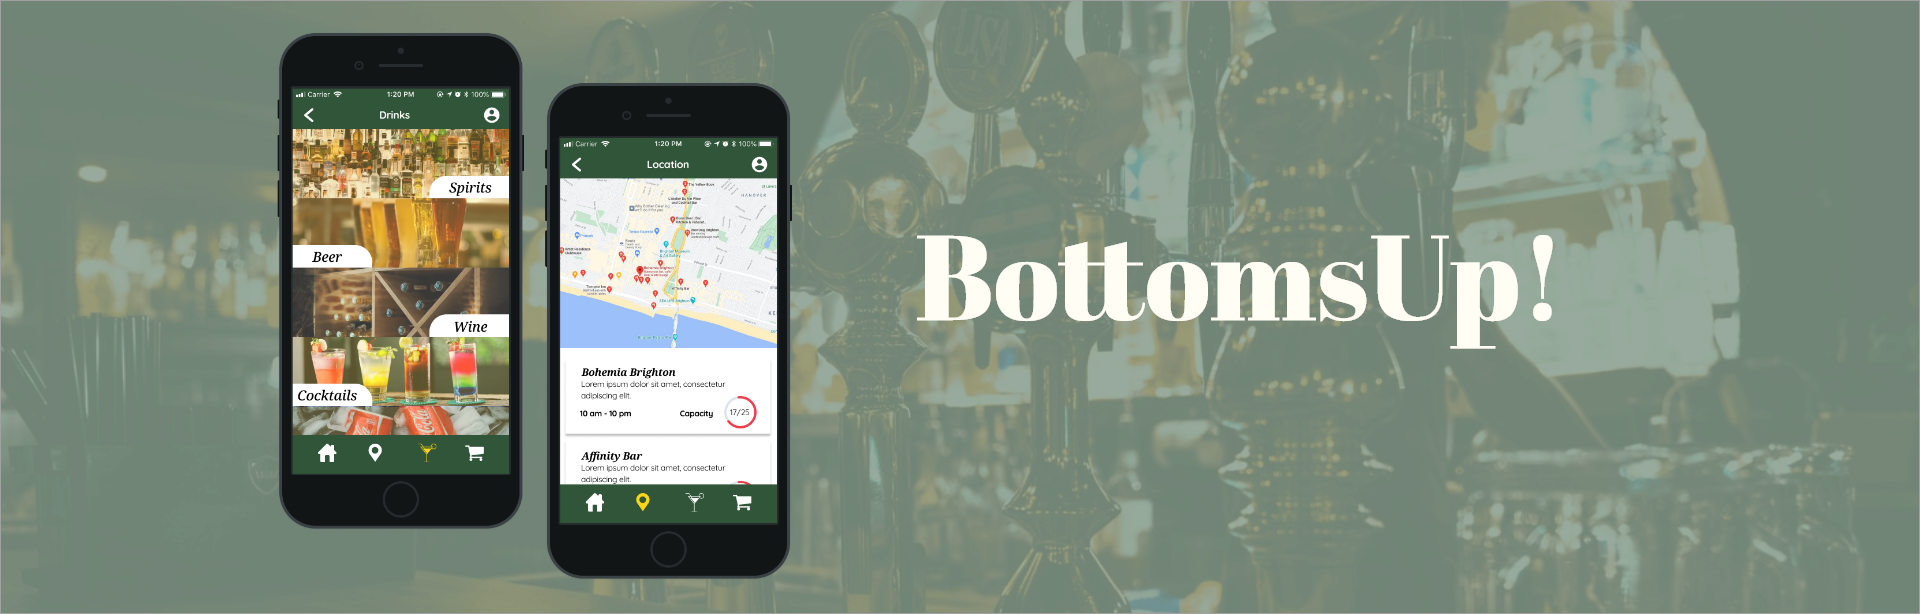 Carrier 1:20 PM 100%
Drinks
Spirits
Beer
Wine
Cocktails
Carrier 1:20 PM 100%
Location
HANOVER
Bohemia Brighton
Lorem ipsum dolor sit amet, consectetur
adipiscing elit.
10 am - 10 pm Capacity 17/25
Affinity Bar
Lorem ipsum dolor sit amet, consectetur
adipiscing elit.
BottomsUp!